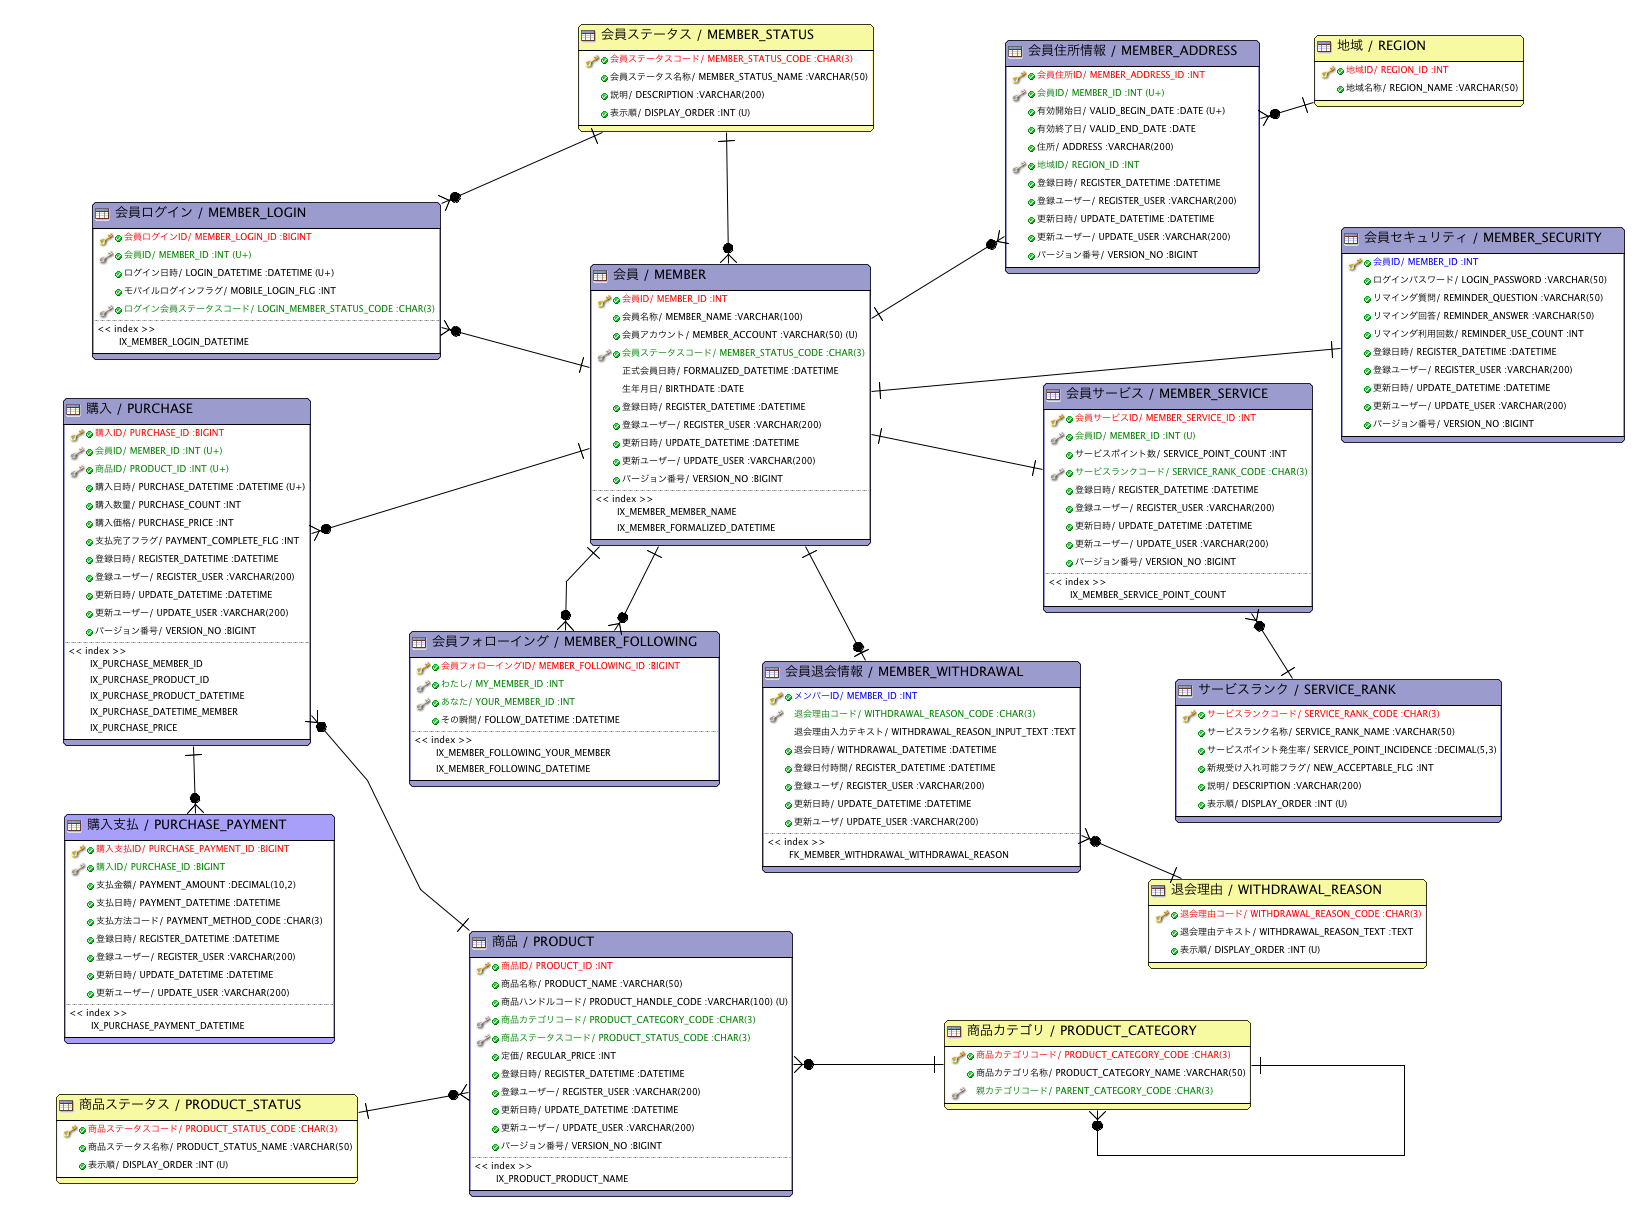 会員ステータス / MEMBER_STATUS
会員ステータスコード/ MEMBER_STATUS_CODE :CHAR(3)
会員ステータス名称/ MEMBER_STATUS_NAME :VARCHAR(50)
説明/ DESCRIPTION :VARCHAR(200)
表示順/ DISPLAY_ORDER :INT (U)
会員住所情報 / MEMBER_ADDRESS
会員住所ID/ MEMBER_ADDRESS_ID :INT
会員ID/ MEMBER_ID :INT (U+)
有効開始日/ VALID_BEGIN_DATE :DATE (U+)
有効終了日/ VALID_END_DATE :DATE
住所/ ADDRESS :VARCHAR(200)
地域ID/ REGION_ID :INT
登録日時/ REGISTER_DATETIME :DATETIME
登録ユーザー/ REGISTER_USER :VARCHAR(200)
更新日時/ UPDATE_DATETIME :DATETIME
更新ユーザー/ UPDATE_USER :VARCHAR(200)
バージョン番号/ VERSION_NO :BIGINT
地域 / REGION
地域ID/ REGION_ID :INT
地域名称/ REGION_NAME :VARCHAR(50)
会員ログイン / MEMBER_LOGIN
会員ログインID/ MEMBER_LOGIN_ID :BIGINT
会員ID/ MEMBER_ID :INT (U+)
ログイン日時/ LOGIN_DATETIME :DATETIME (U+)
モバイルログインフラグ/ MOBILE_LOGIN_FLG :INT
ログイン会員ステータスコード/ LOGIN_MEMBER_STATUS_CODE :CHAR(3)
<< index >>
IX_MEMBER_LOGIN_DATETIME
会員セキュリティ / MEMBER_SECURITY
会員ID/ MEMBER_ID :INT
ログインパスワード/ LOGIN_PASSWORD :VARCHAR(50)
リマインダ質問/ REMINDER_QUESTION :VARCHAR(50)
リマインダ回答/ REMINDER_ANSWER :VARCHAR(50)
リマインダ利用回数/ REMINDER_USE_COUNT :INT
登録日時/ REGISTER_DATETIME :DATETIME
登録ユーザー/ REGISTER_USER :VARCHAR(200)
更新日時/ UPDATE_DATETIME :DATETIME
更新ユーザー/ UPDATE_USER :VARCHAR(200)
バージョン番号/ VERSION_NO :BIGINT
会員 / MEMBER
会員ID/ MEMBER_ID :INT
会員名称/ MEMBER_NAME :VARCHAR(100)
会員アカウント/ MEMBER_ACCOUNT :VARCHAR(50) (U)
会員ステータスコード/ MEMBER_STATUS_CODE :CHAR(3)
正式会員日時/ FORMALIZED_DATETIME :DATETIME
生年月日/ BIRTHDATE :DATE
登録日時/ REGISTER_DATETIME :DATETIME
登録ユーザー/ REGISTER_USER :VARCHAR(200)
更新日時/ UPDATE_DATETIME :DATETIME
更新ユーザー/ UPDATE_USER :VARCHAR(200)
バージョン番号/ VERSION_NO :BIGINT
<< index >>
IX_MEMBER_MEMBER_NAME
IX_MEMBER_FORMALIZED_DATETIME
会員サービス / MEMBER_SERVICE
会員サービスID/ MEMBER_SERVICE_ID :INT
会員ID/ MEMBER_ID :INT (U)
サービスポイント数/ SERVICE_POINT_COUNT :INT
サービスランクコード/ SERVICE_RANK_CODE :CHAR(3)
登録日時/ REGISTER_DATETIME :DATETIME
登録ユーザー/ REGISTER_USER :VARCHAR(200)
更新日時/ UPDATE_DATETIME :DATETIME
更新ユーザー/ UPDATE_USER :VARCHAR(200)
バージョン番号/ VERSION_NO :BIGINT
<< index >>
IX_MEMBER_SERVICE_POINT_COUNT
購入 / PURCHASE
購入ID/ PURCHASE_ID :BIGINT
会員ID/ MEMBER_ID :INT (U+)
商品ID/ PRODUCT_ID :INT (U+)
購入日時/ PURCHASE_DATETIME :DATETIME (U+)
購入数量/ PURCHASE_COUNT :INT
購入価格/ PURCHASE_PRICE :INT
支払完了フラグ/ PAYMENT_COMPLETE_FLG :INT
登録日時/ REGISTER_DATETIME :DATETIME
登録ユーザー/ REGISTER_USER :VARCHAR(200)
更新日時/ UPDATE_DATETIME :DATETIME
更新ユーザー/ UPDATE_USER :VARCHAR(200)
バージョン番号/ VERSION_NO :BIGINT
<< index >>
IX_PURCHASE_MEMBER_ID
IX_PURCHASE_PRODUCT_ID
IX_PURCHASE_PRODUCT_DATETIME
IX_PURCHASE_DATETIME_MEMBER
IX_PURCHASE_PRICE
会員フォローイング / MEMBER_FOLLOWING
会員フォローイングID/ MEMBER_FOLLOWING_ID :BIGINT
わたし/ MY_MEMBER_ID :INT
あなた/ YOUR_MEMBER_ID :INT
その瞬間/ FOLLOW_DATETIME :DATETIME
<< index >>
IX_MEMBER_FOLLOWING_YOUR_MEMBER
IX_MEMBER_FOLLOWING_DATETIME
会員退会情報 / MEMBER_WITHDRAWAL
メンバーID/ MEMBER_ID :INT
退会理由コード/ WITHDRAWAL_REASON_CODE :CHAR(3)
退会理由入力テキスト/ WITHDRAWAL_REASON_INPUT_TEXT :TEXT
退会日時/ WITHDRAWAL_DATETIME :DATETIME
登録日付時間/ REGISTER_DATETIME :DATETIME
登録ユーザ/ REGISTER_USER :VARCHAR(200)
更新日時/ UPDATE_DATETIME :DATETIME
更新ユーザ/ UPDATE_USER :VARCHAR(200)
<< index >>
FK_MEMBER_WITHDRAWAL_WITHDRAWAL_REASON
サービスランク / SERVICE_RANK
サービスランクコード/ SERVICE_RANK_CODE :CHAR(3)
サービスランク名称/ SERVICE_RANK_NAME :VARCHAR(50)
サービスポイント発生率/ SERVICE_POINT_INCIDENCE :DECIMAL(5,3)
新規受け入れ可能フラグ/ NEW_ACCEPTABLE_FLG :INT
説明/ DESCRIPTION :VARCHAR(200)
表示順/ DISPLAY_ORDER :INT (U)
購入支払 / PURCHASE_PAYMENT
購入支払ID/ PURCHASE_PAYMENT_ID :BIGINT
購入ID/ PURCHASE_ID :BIGINT
支払金額/ PAYMENT_AMOUNT :DECIMAL(10,2)
支払日時/ PAYMENT_DATETIME :DATETIME
支払方法コード/ PAYMENT_METHOD_CODE :CHAR(3)
登録日時/ REGISTER_DATETIME :DATETIME
登録ユーザー/ REGISTER_USER :VARCHAR(200)
更新日時/ UPDATE_DATETIME :DATETIME
更新ユーザー/ UPDATE_USER :VARCHAR(200)
<< index >>
IX_PURCHASE_PAYMENT_DATETIME
退会理由 / WITHDRAWAL_REASON
退会理由コード/ WITHDRAWAL_REASON_CODE :CHAR(3)
退会理由テキスト/ WITHDRAWAL_REASON_TEXT :TEXT
表示順/ DISPLAY_ORDER :INT (U)
商品 / PRODUCT
商品ID/ PRODUCT_ID :INT
商品名称/ PRODUCT_NAME :VARCHAR(50)
商品ハンドルコード/ PRODUCT_HANDLE_CODE :VARCHAR(100) (U)
商品カテゴリコード/ PRODUCT_CATEGORY_CODE :CHAR(3)
商品ステータスコード/ PRODUCT_STATUS_CODE :CHAR(3)
定価/ REGULAR_PRICE :INT
登録日時/ REGISTER_DATETIME :DATETIME
登録ユーザー/ REGISTER_USER :VARCHAR(200)
更新日時/ UPDATE_DATETIME :DATETIME
更新ユーザー/ UPDATE_USER :VARCHAR(200)
バージョン番号/ VERSION_NO :BIGINT
<< index >>
IX_PRODUCT_PRODUCT_NAME
商品カテゴリ / PRODUCT_CATEGORY
商品カテゴリコード/ PRODUCT_CATEGORY_CODE :CHAR(3)
商品カテゴリ名称/ PRODUCT_CATEGORY_NAME :VARCHAR(50)
親カテゴリコード/ PARENT_CATEGORY_CODE :CHAR(3)
商品ステータス / PRODUCT_STATUS
商品ステータスコード/ PRODUCT_STATUS_CODE :CHAR(3)
商品ステータス名称/ PRODUCT_STATUS_NAME :VARCHAR(50)
表示順/ DISPLAY_ORDER :INT (U)